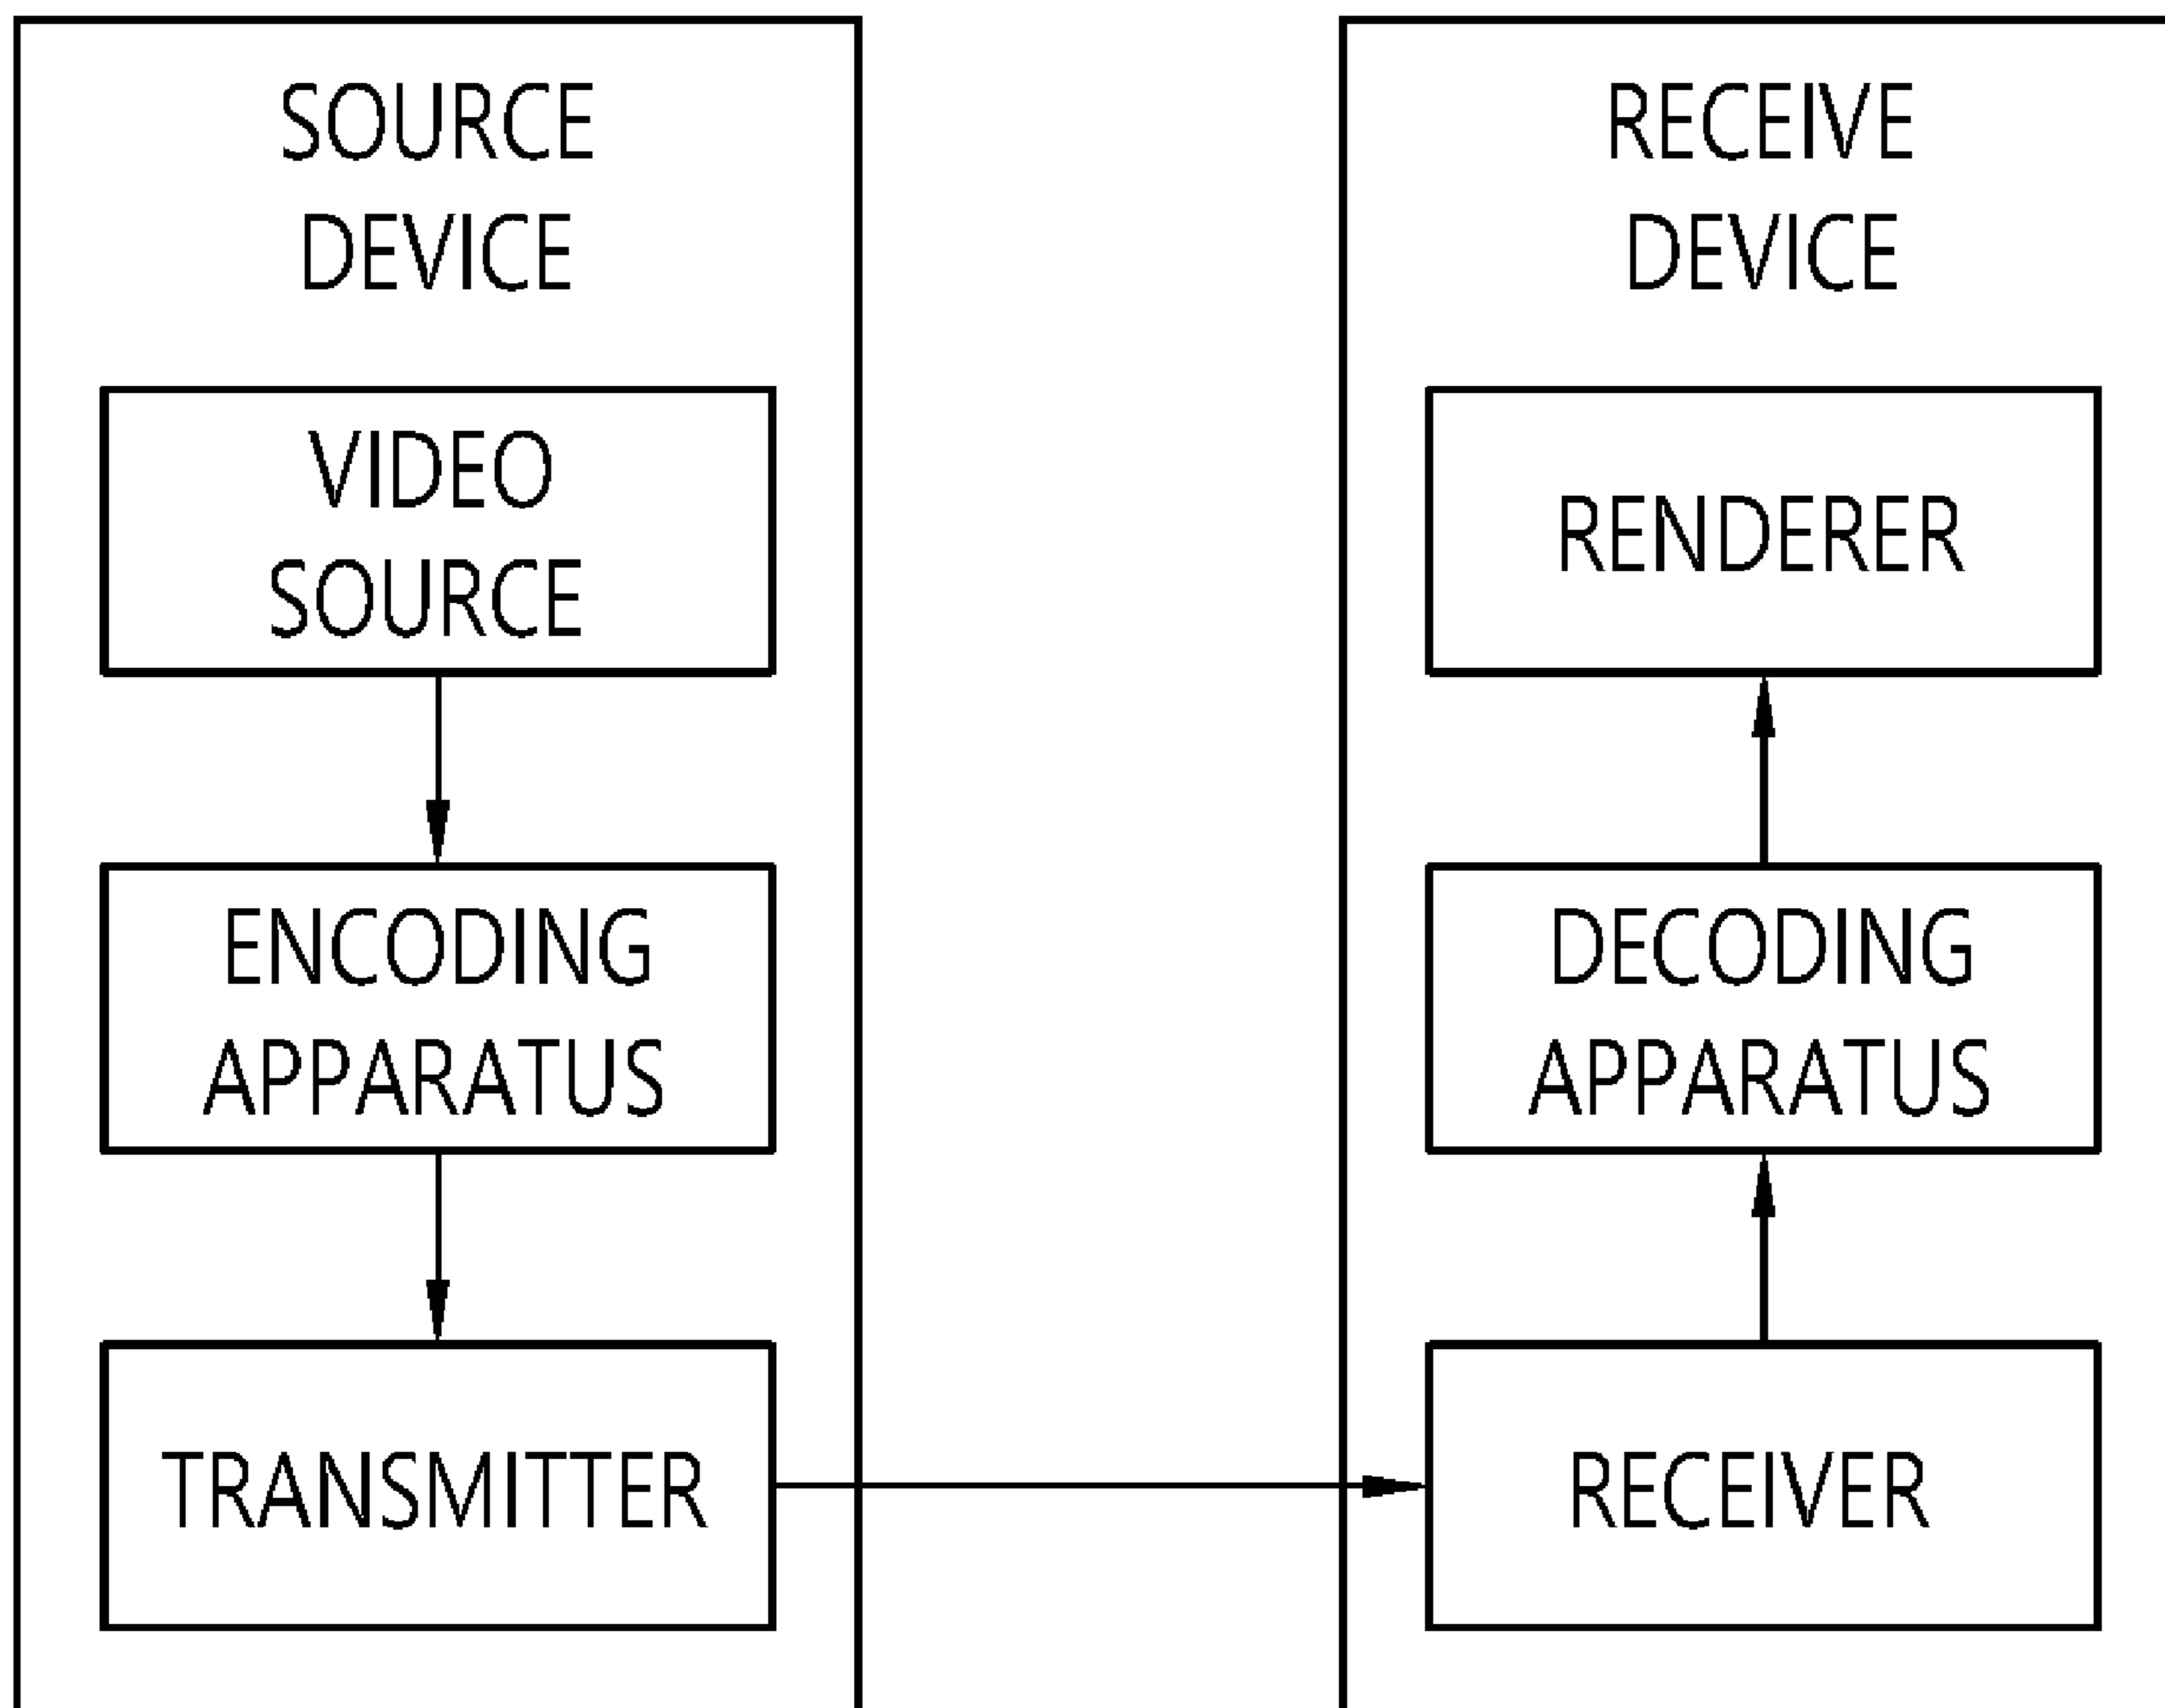 SOURCE
DEVICE
VIDEO
SOURCE
ENCODING
APPARATUS
TRANSMITTER
RECEIVE
DEVICE
RENDERER
DECODING
APPARATUS
RECEIVER